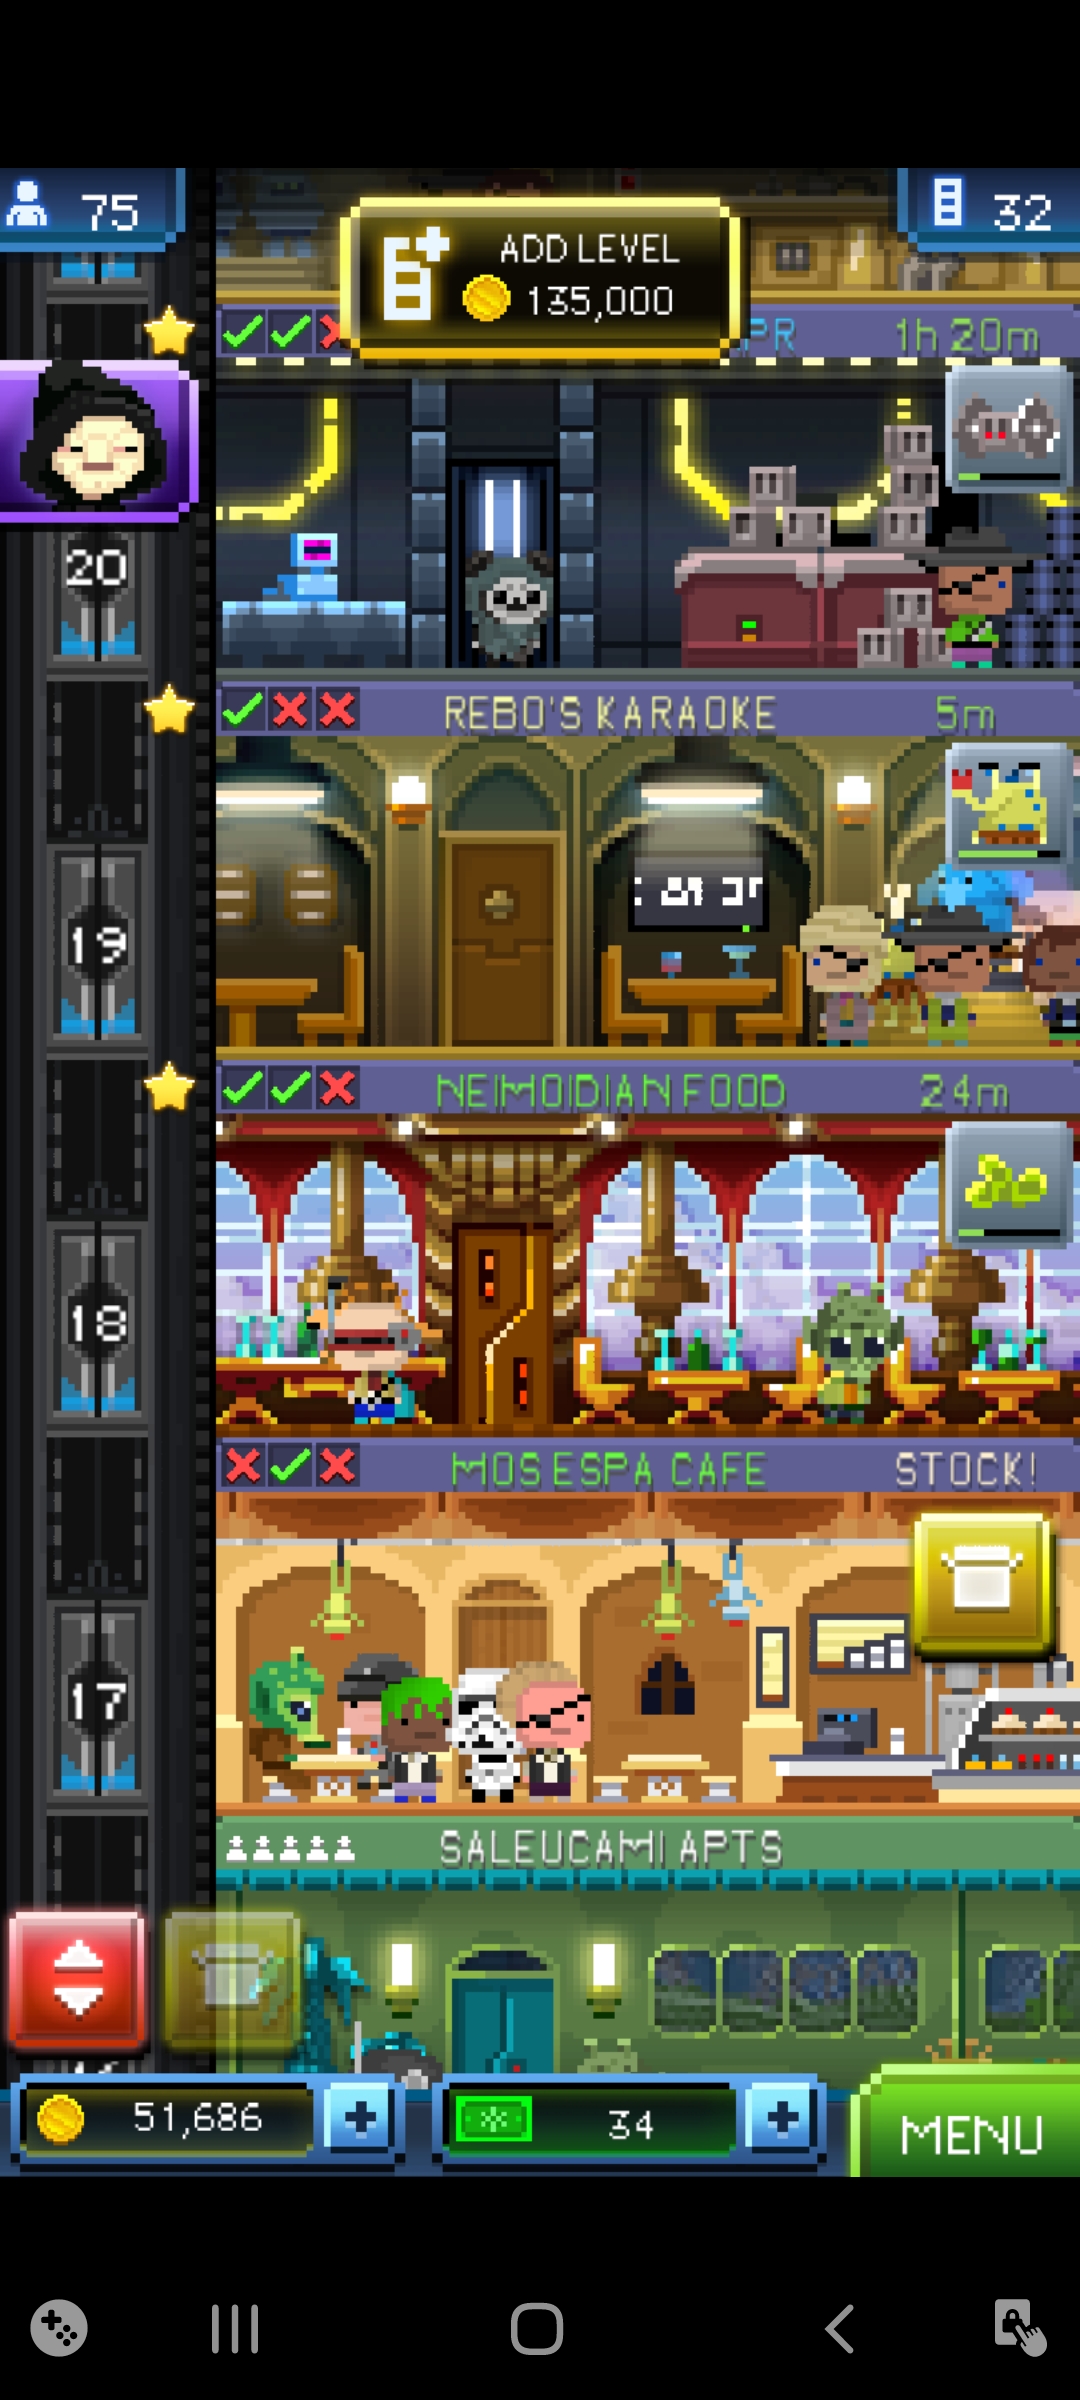 75
32
ADD LEVEL
135,000
PR
1h 20m
20
REBO'S KARAOKE
5m
19
NEIMOIDIAN FOOD
24m
18
MOS ESPA CAFE
STOCK!
17
SALEUCAMI APTS
51,686
34
MENU